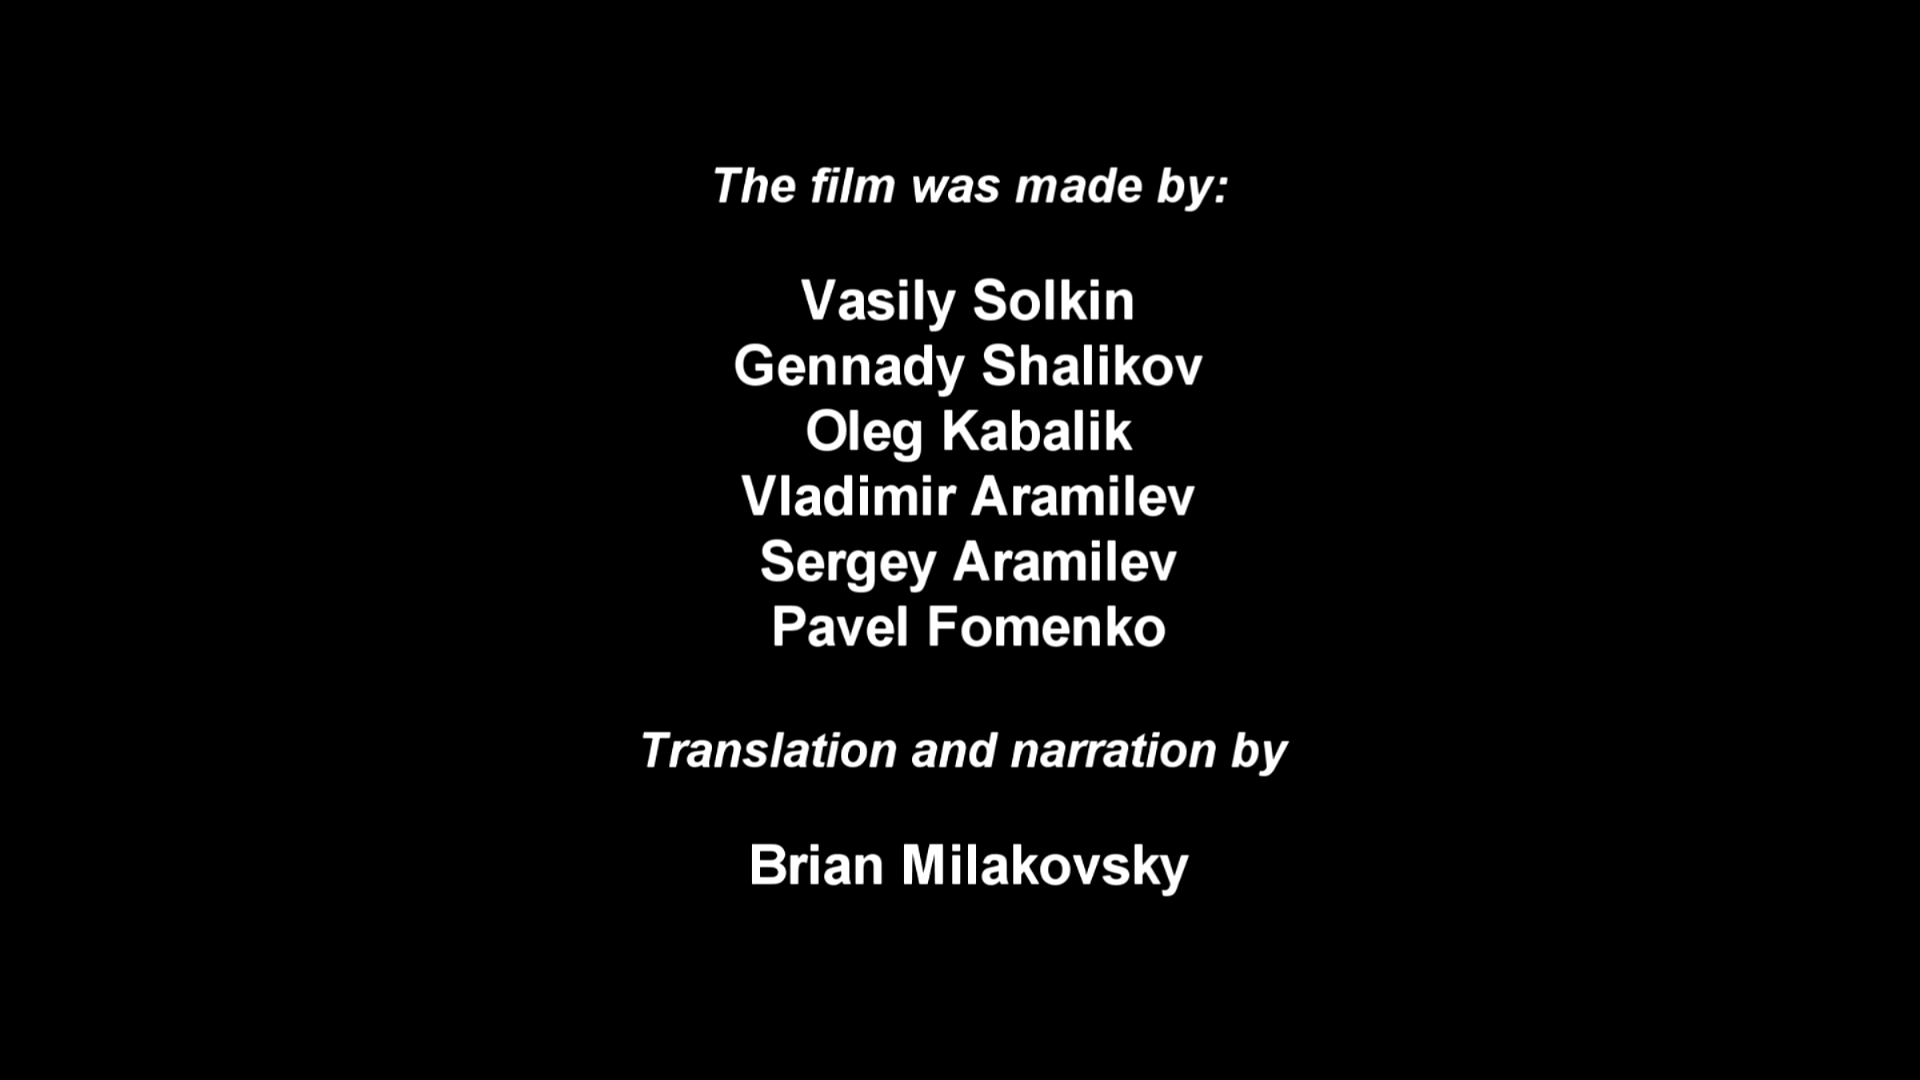 The film was made by:
Vasily Solkin
Gennady Shalikov
Oleg Kabalik
Vladimir Aramilev
Sergey Aramilev
Pavel Fomenko
Translation and narration by
Brian Milakovsky